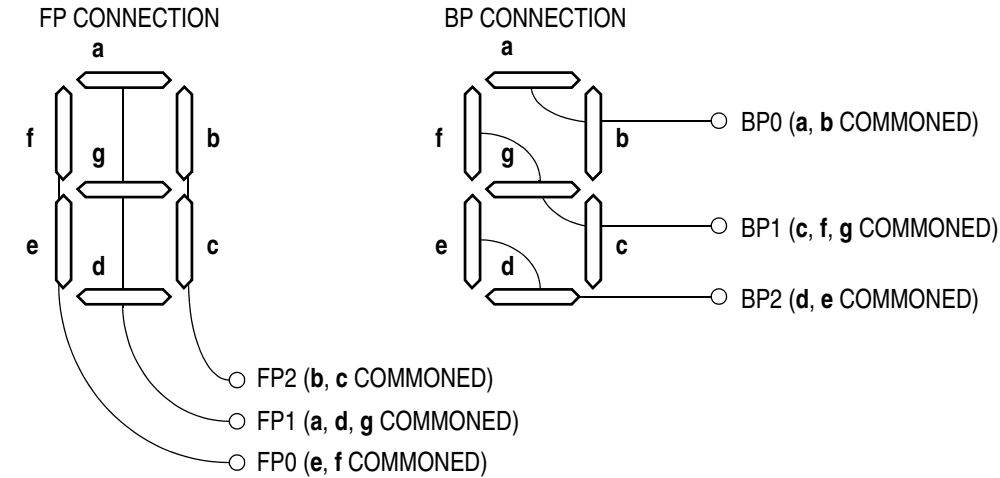 FP CONNECTION
a
f
b
g
e
c
d
FP2 (b, c COMMONED)
FP1 (a, d, g COMMONED)
FP0 (e, f COMMONED)
BP CONNECTION
a
f
b
g
e
c
d
BP0 (a, b COMMONED)
BP1 (c, f, g COMMONED)
BP2 (d, e COMMONED)